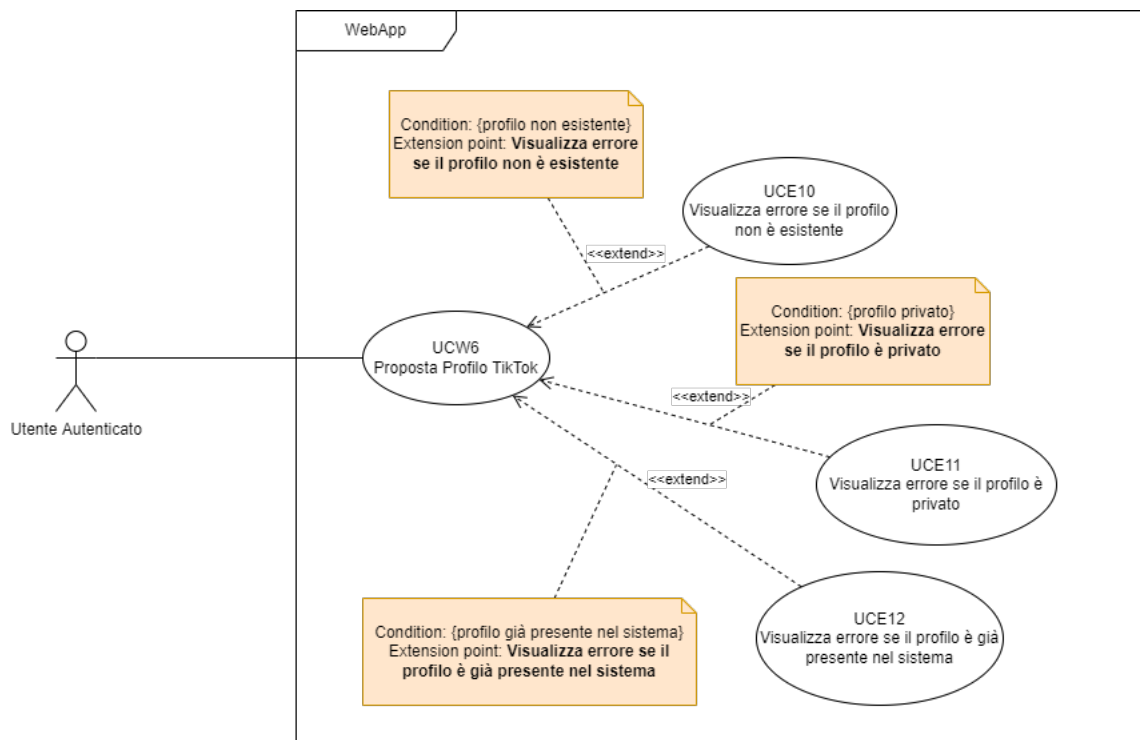 WebApp
Condition: {profilo non esistente}
Extension point: Visualizza errore
se il profilo non è esistente
UCE10
Visualizza errore se il profilo
non è esistente
<<extend>>
Condition: {profilo privato}
Extension point: Visualizza errore
se il profilo è privato
UCW6
Proposta Profilo TikTok
<<extend>>
Utente Autenticato
UCE11
Visualizza errore se il profilo è
privato
<<extend>>
Condition: {profilo già presente nel sistema}
Extension point: Visualizza errore se il
profilo è già presente nel sistema
UCE12
Visualizza errore se il profilo è già
presente nel sistema